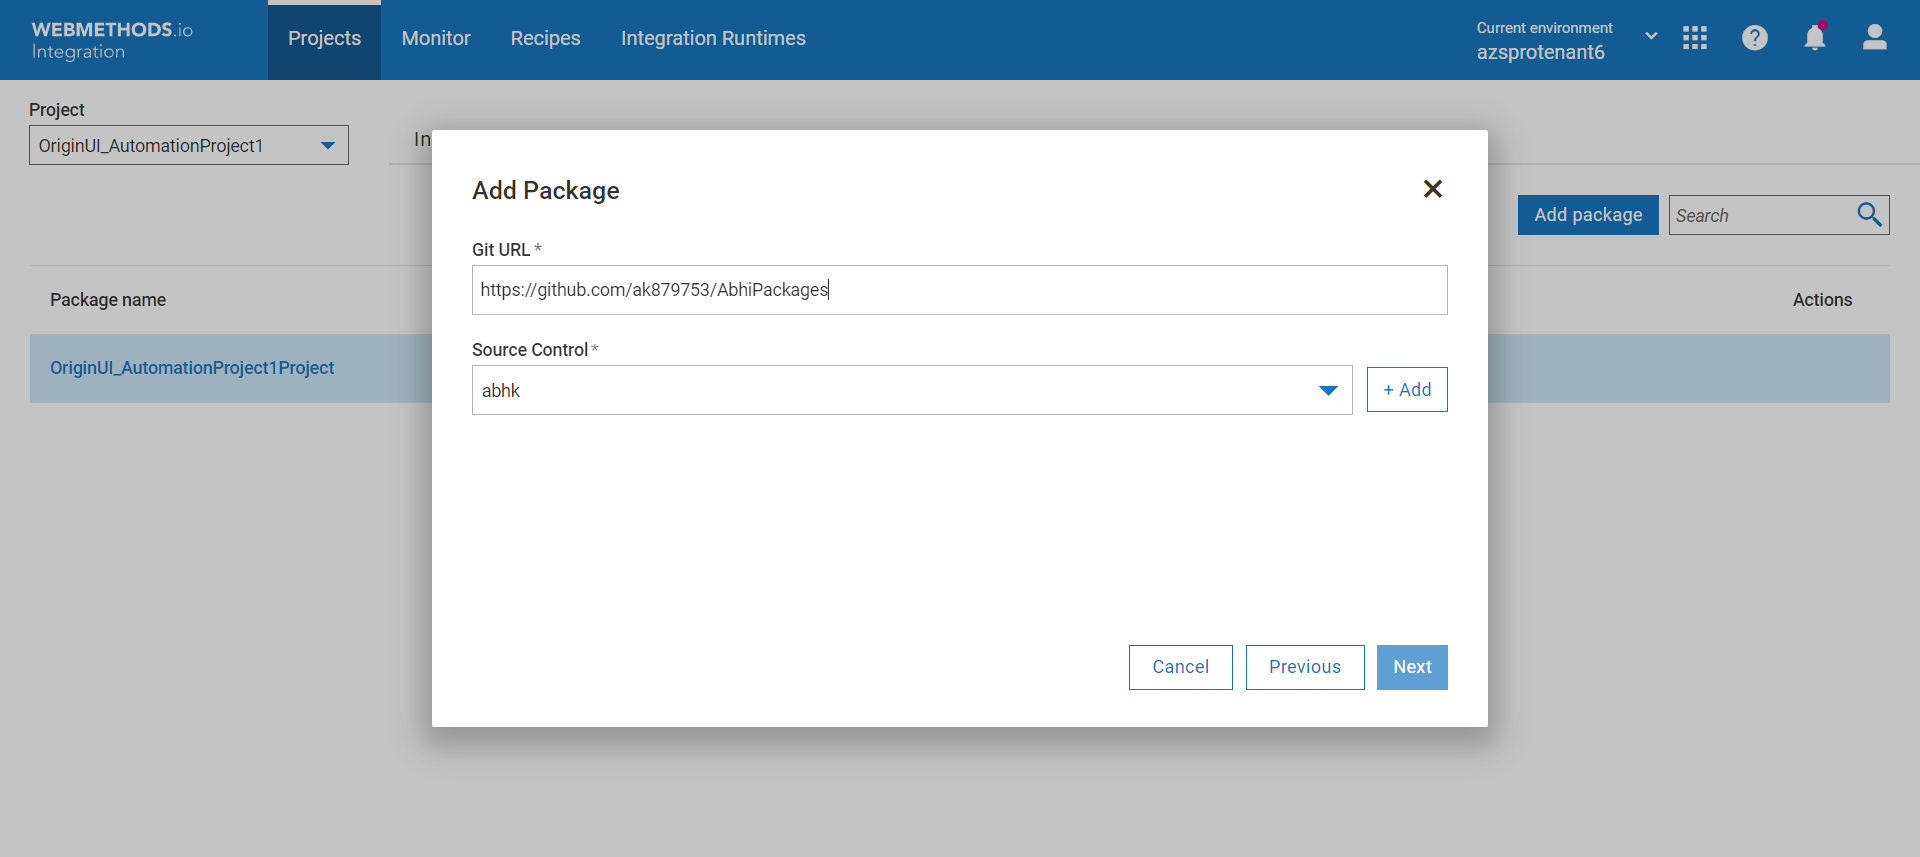 WEBMETHODS.io
Integration
Projects
Monitor
Recipes
Integration Runtimes
Current environment
azsprotenant6
Project
OriginUI_AutomationProject1
In
Add package
Search
Package name
Actions
OriginUI_AutomationProject1Project
Add Package
Git URL *
https://github.com/ak879753/AbhiPackages
Source Control *
abhk
+ Add
Cancel
Previous
Next